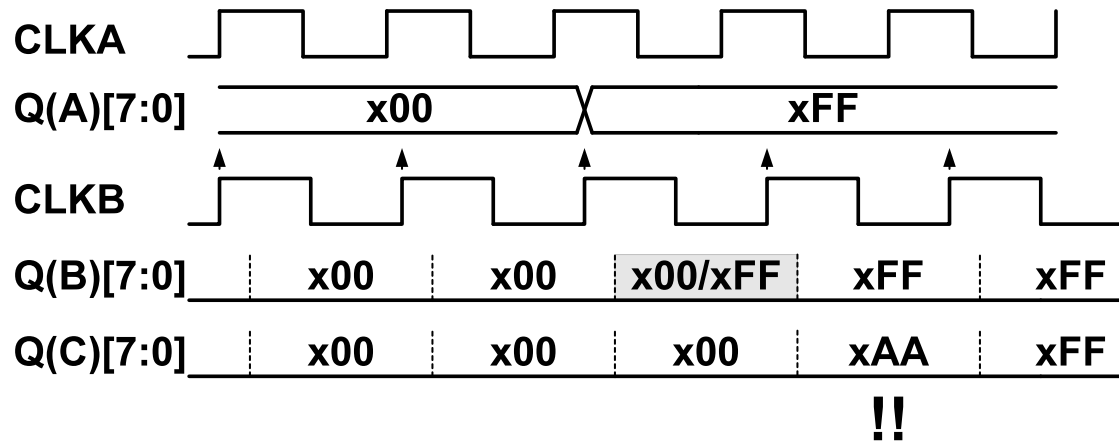 CLKA
Q(A)[7:0] x00 xFF
CLKB
Q(B)[7:0] x00 x00 x00/xFF xFF xFF
Q(C)[7:0] x00 x00 x00 xAA xFF
!!